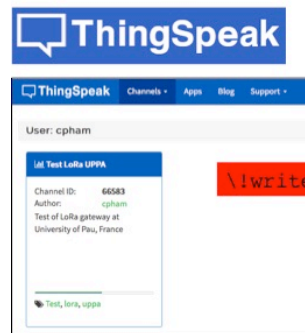 ThingSpeak
ThingSpeak Channels Apps Blog Support
User: cpham
Test LoRa UPPA
Channel ID: 66583
Author: cpham
Test of LoRa gateway at
University of Pau, France
\!write
Test, lora, uppa